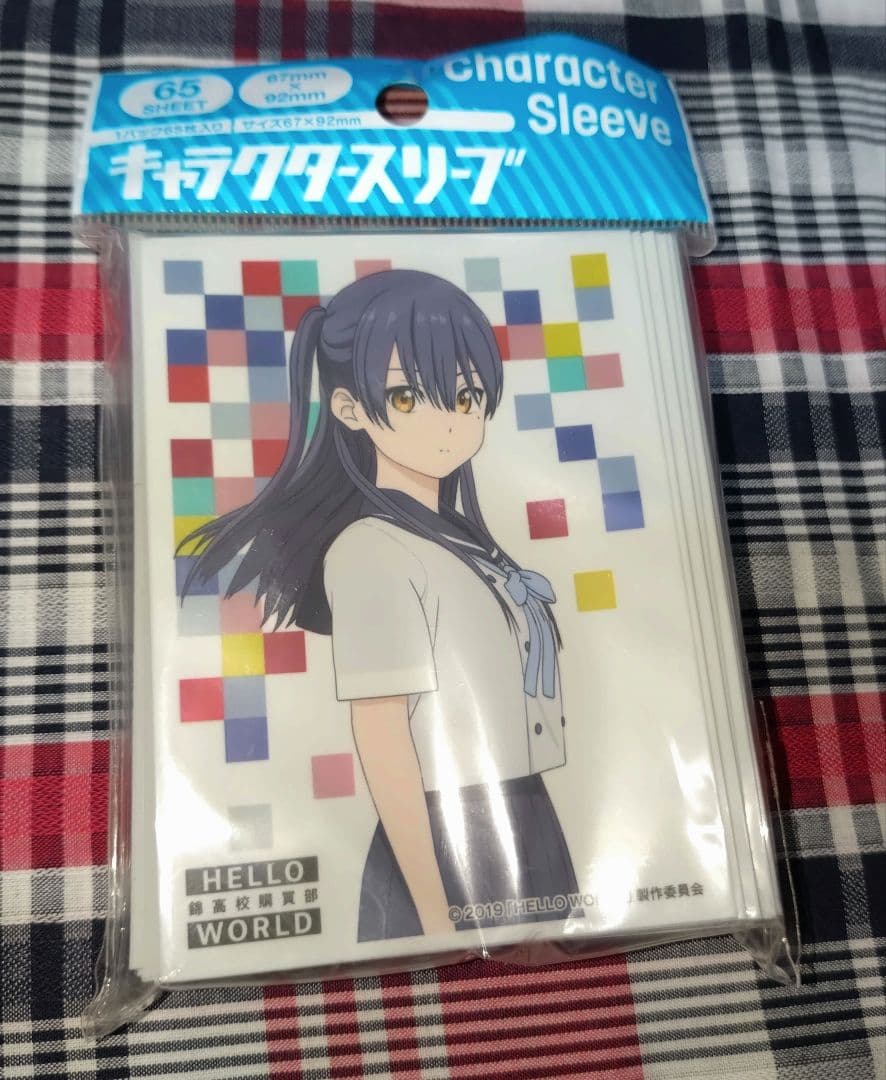 65
SHEET
67mm
×
92mm
Character
Sleeve
1パック65枚入り
サイズ67×92mm
キャラクタースリーブ
HELLO
錦高校購買部
WORLD
© 2019「HELLO WO 」製作委員会